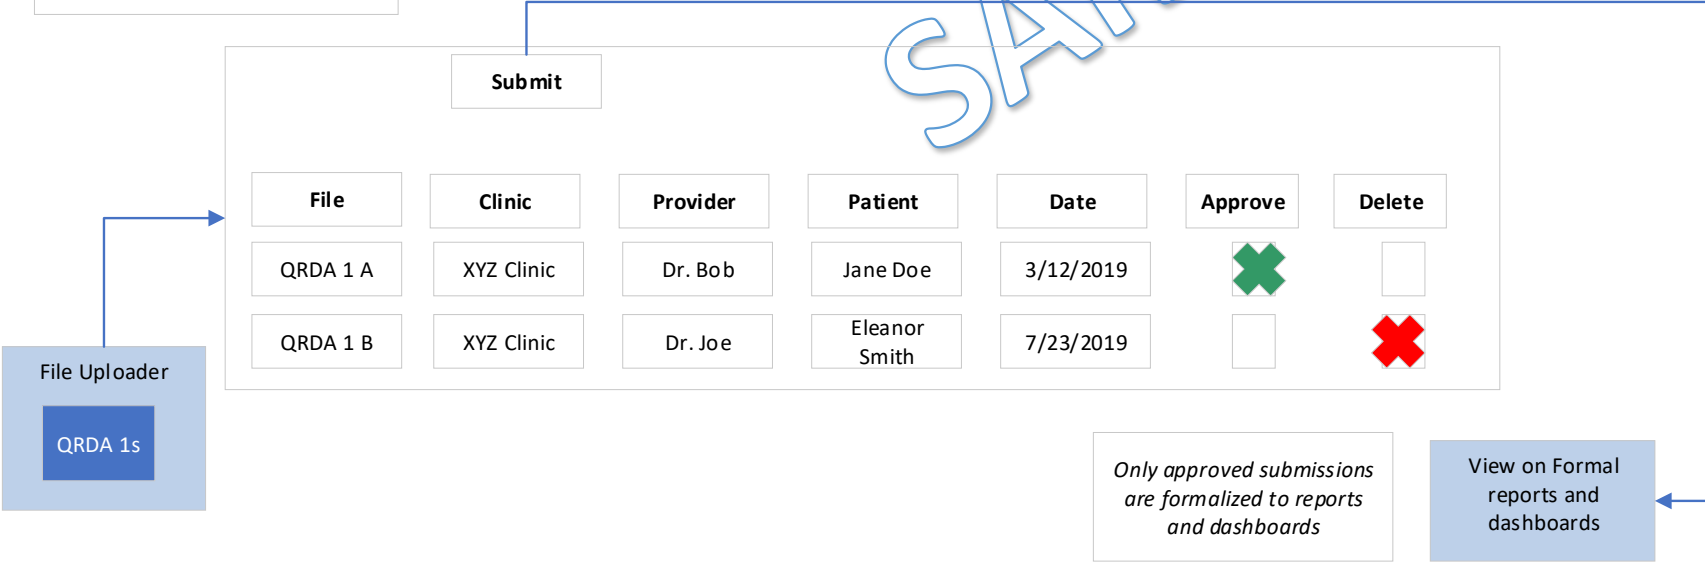 Submit
File Clinic Provider Patient Date Approve Delete
QRDA 1 A XYZ Clinic Dr. Bob Jane Doe 3/12/2019
QRDA 1 B XYZ Clinic Dr. Joe Eleanor
Smith 7/23/2019
File Uploader
QRDA 1s
Only approved submissions
are formalized to reports
and dashboards
View on Formal
reports and
dashboards